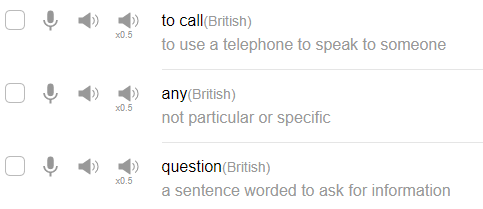 to call(British)
x0.5
to use a telephone to speak to someone
any(British)
x0.5
not particular or specific
question(British)
x0.5
a sentence worded to ask for information